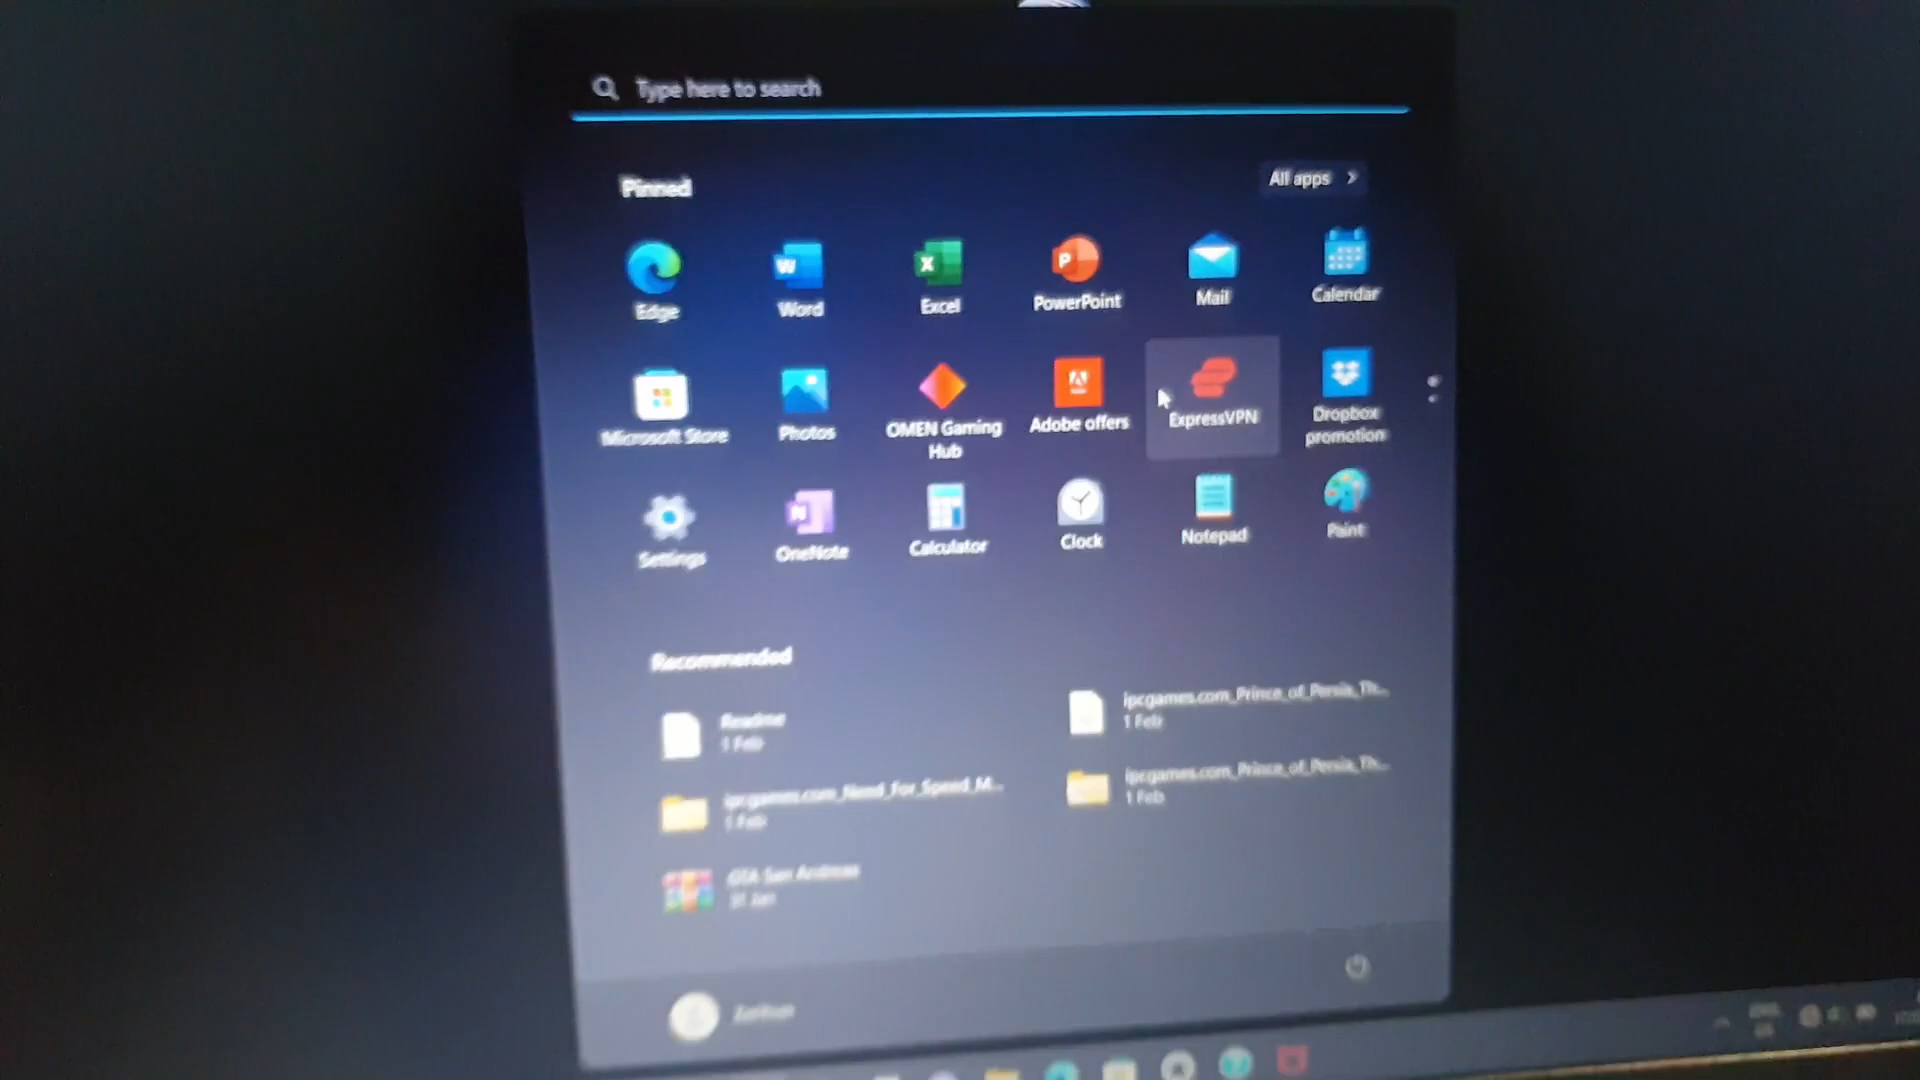 Type here to search
Pinned
All apps
Edge
Word
Excel
PowerPoint
Mail
Calendar
Microsoft Store
Photos
OMEN Gaming
Hub
Adobe offers
ExpressVPN
Dropbox
promotion
Settings
OneNote
Calculator
Clock
Notepad
Paint
Recommended
Readme
1 Feb
ipcgames.com_Prince_of_Persia_Th...
1 Feb
ipcgames.com_Need_For_Speed_M...
1 Feb
ipcgames.com_Prince_of_Persia_Th...
1 Feb
GTA San Andreas
31 Jan